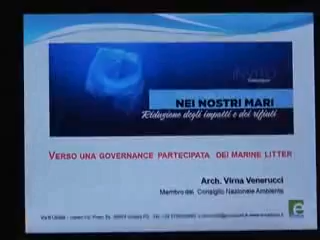 INVITO
NEI NOSTRI MARI
Riduzione degli impatti e dei rifiuti
VERSO UNA GOVERNANCE PARTECIPATA DEI MARINE LITTER
Arch. Virna Venerucci
Membro del Consiglio Nazionale Ambiente